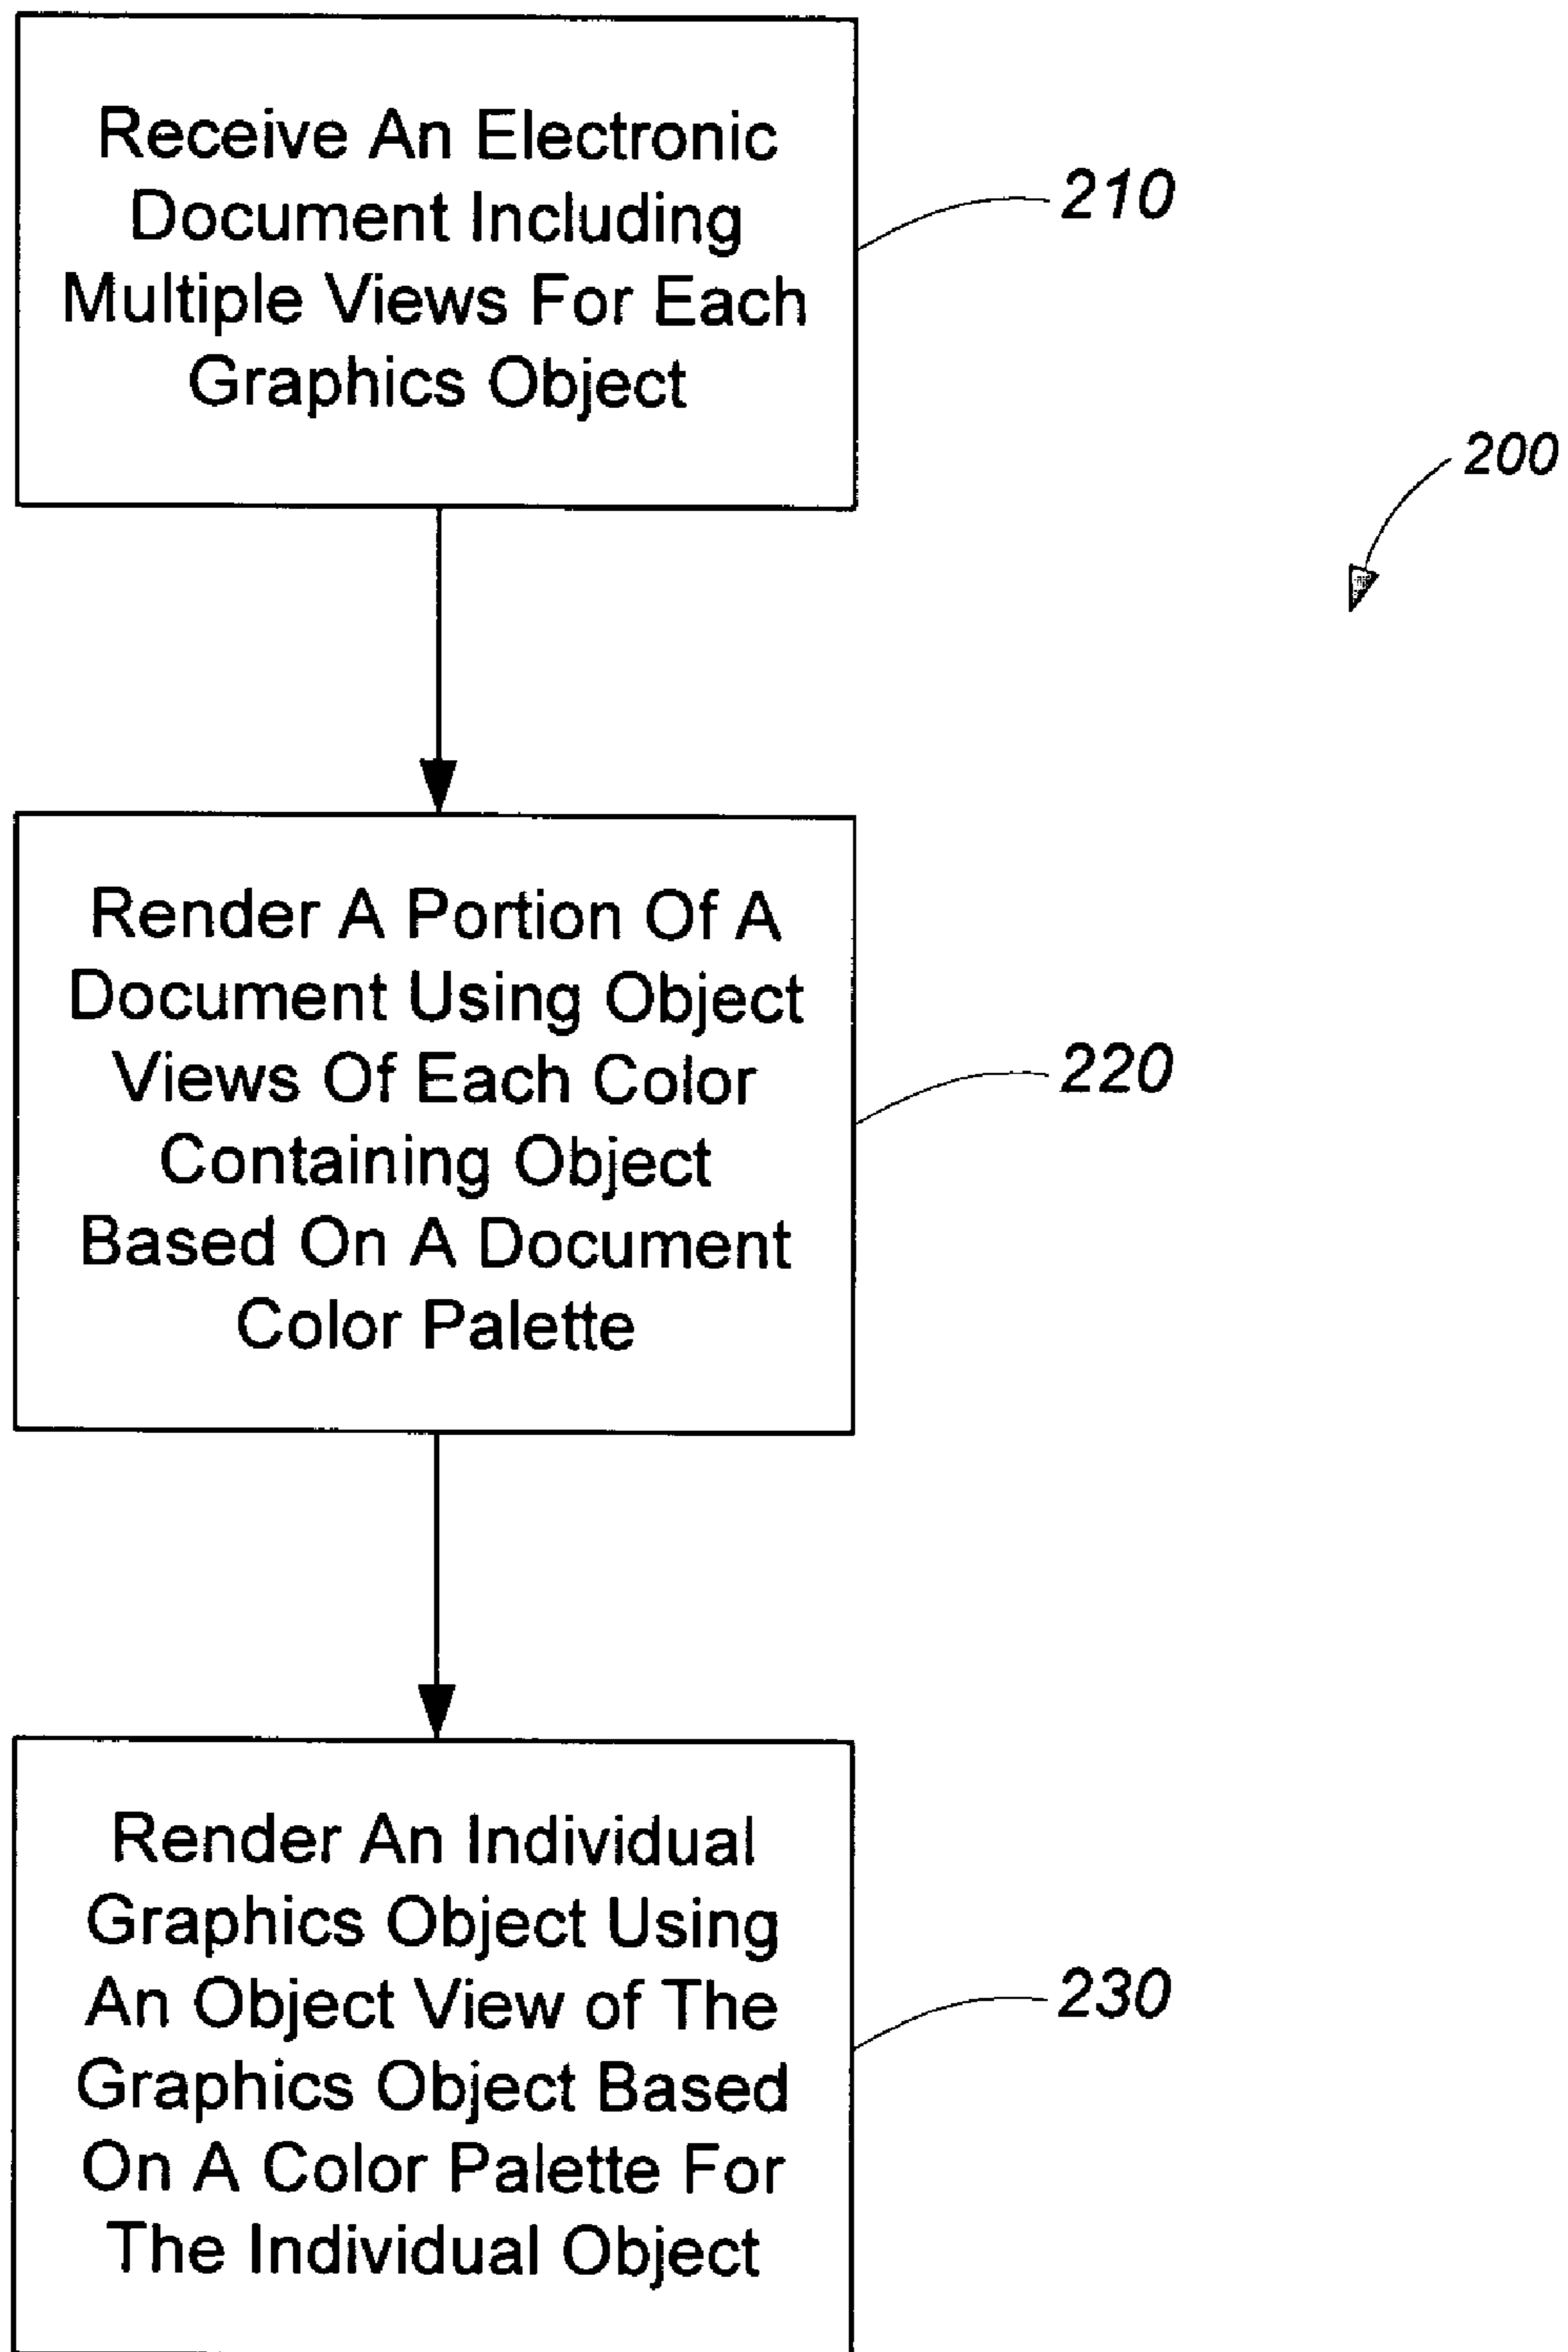 Receive An Electronic
Document Including
Multiple Views For Each
Graphics Object
210
200
Render A Portion Of A
Document Using Object
Views Of Each Color
Containing Object
Based On A Document
Color Palette
220
Render An Individual
Graphics Object Using
An Object View of The
Graphics Object Based
On A Color Palette For
The Individual Object
230